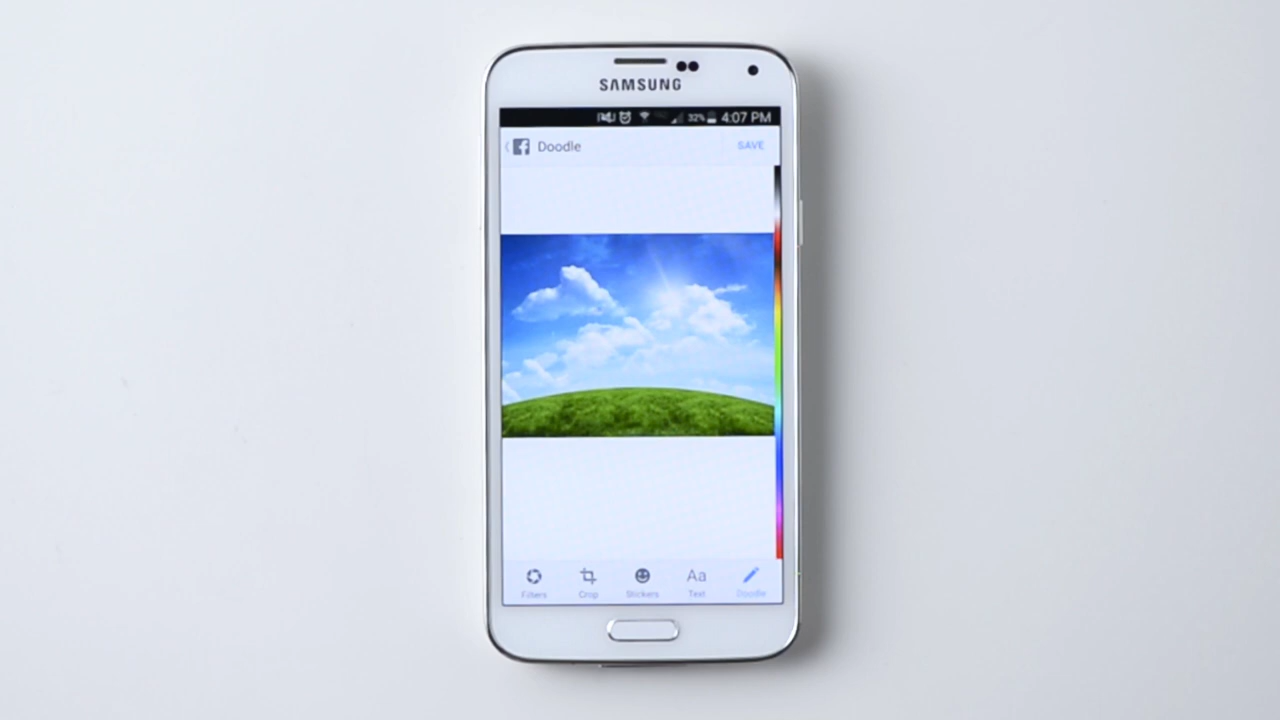 SAMSUNG
32% 4:07 PM
Doodle SAVE
Aa
Filters Crop Stickers Text Doodle